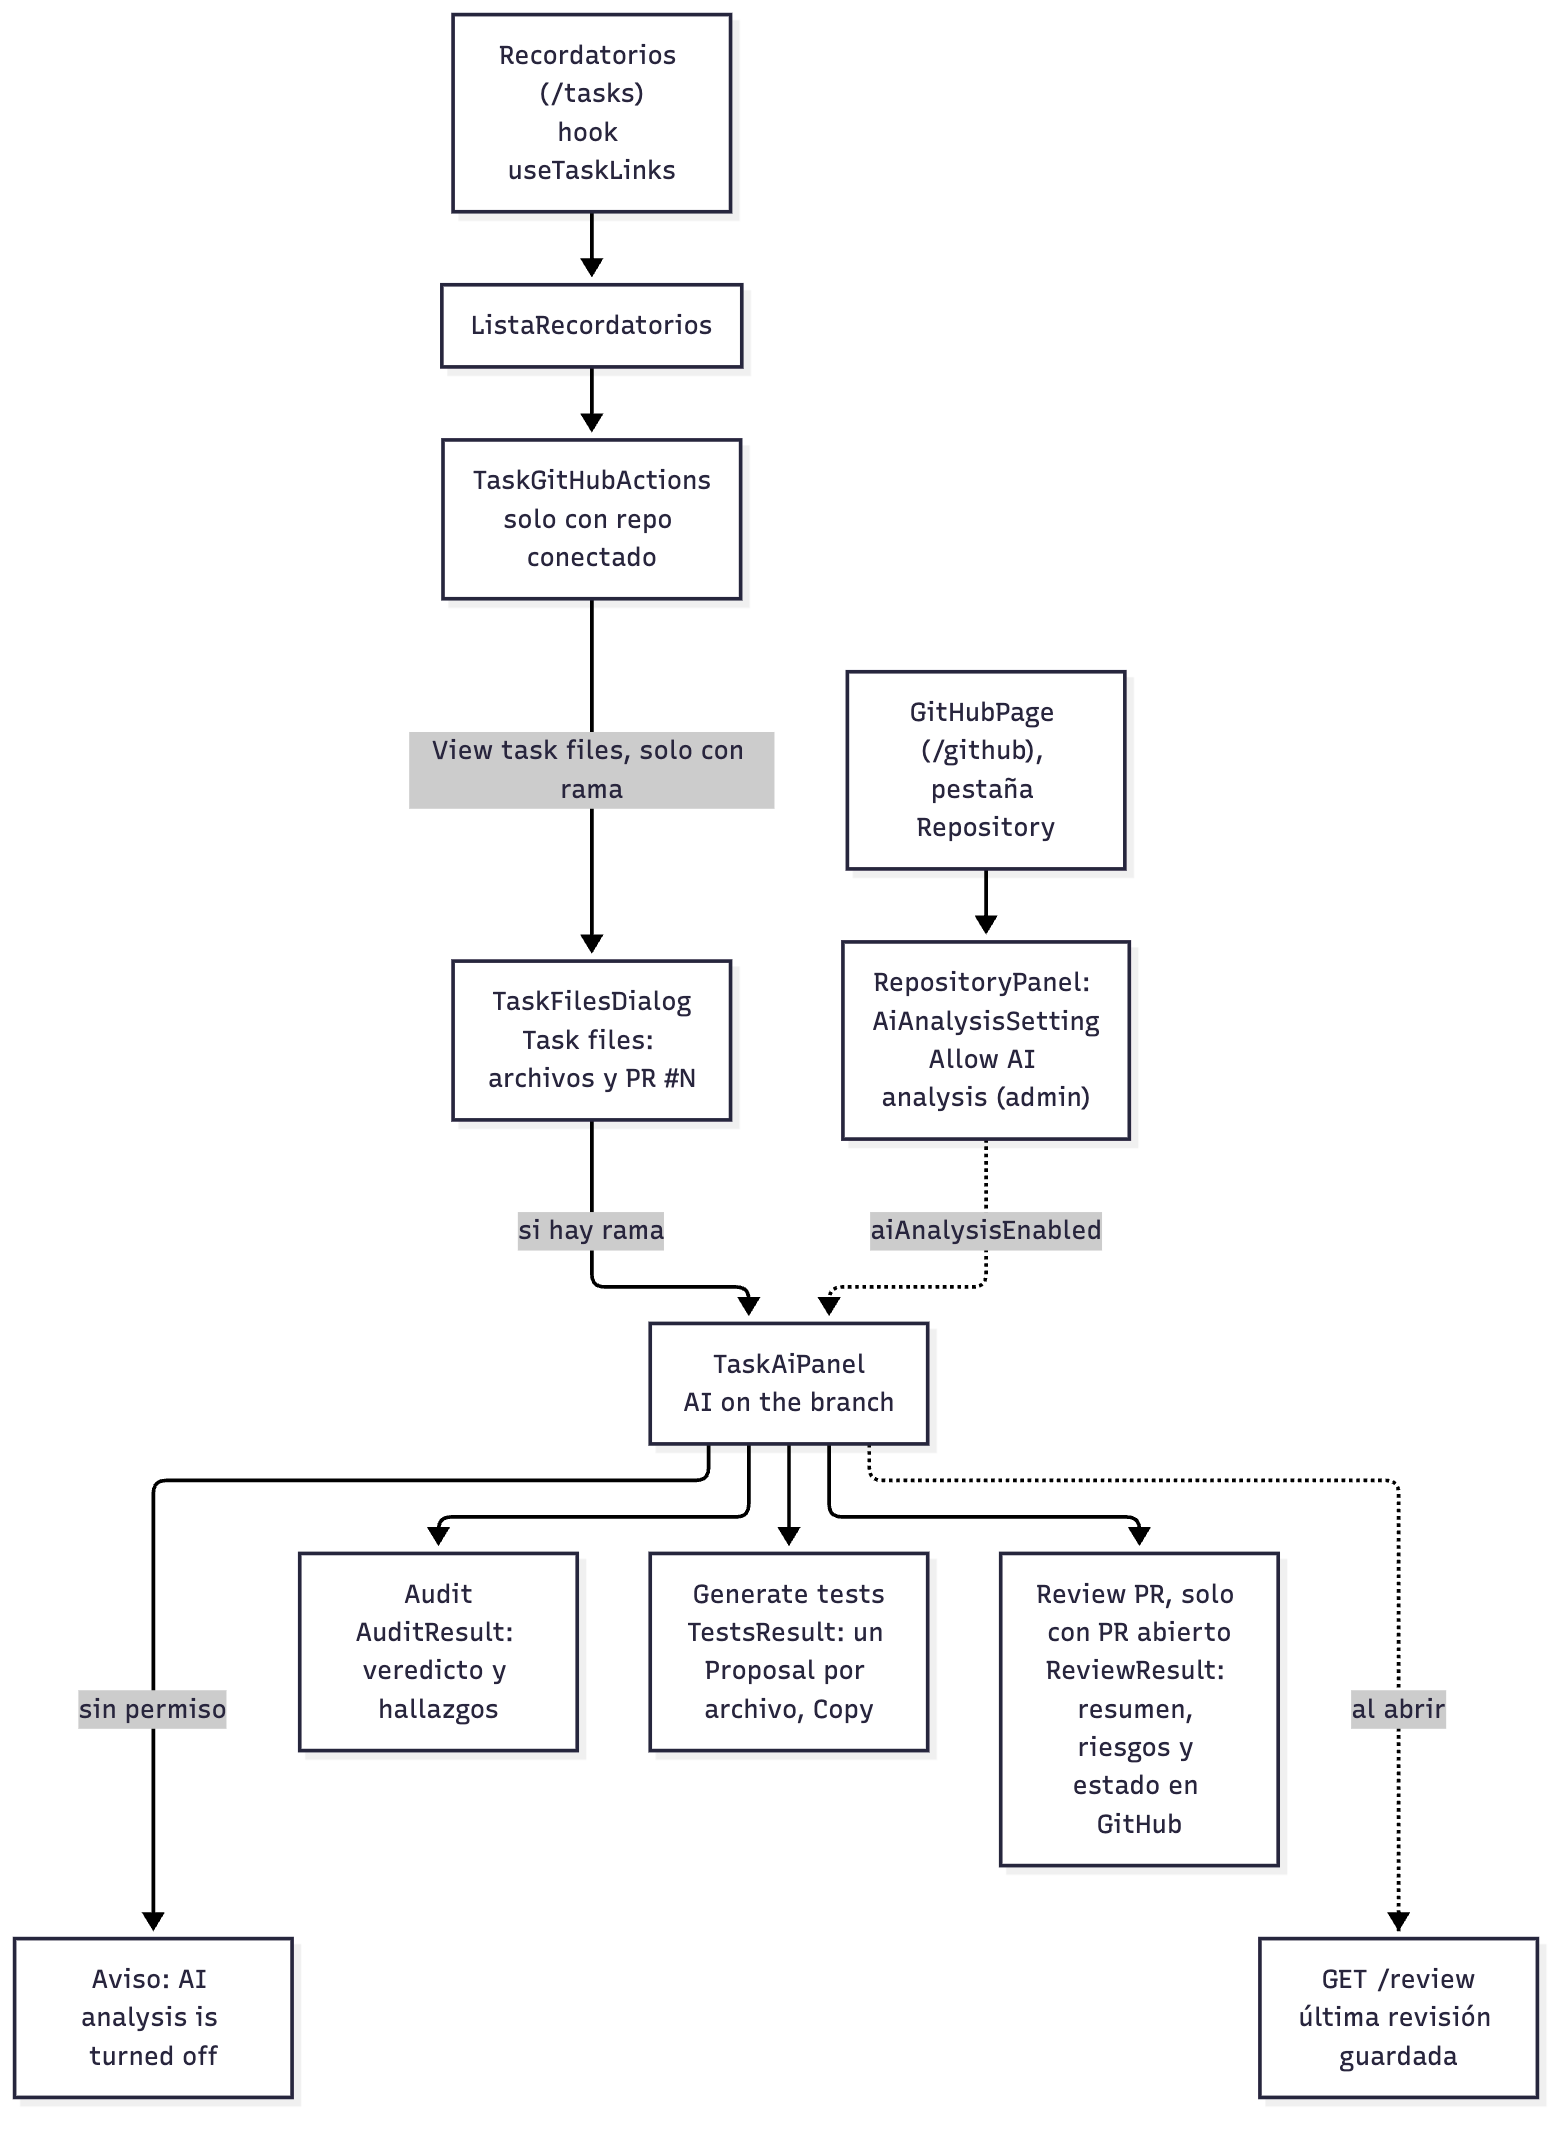 Recordatorios
(/tasks)
hook
useTaskLinks
ListaRecordatorios
TaskGitHubActions
solo con repo
conectado
View task files, solo con
rama
GitHubPage
(/github),
pestaña
Repository
TaskFilesDialog
Task files:
archivos y PR #N
RepositoryPanel:
AiAnalysisSetting
Allow AI
analysis (admin)
si hay rama
aiAnalysisEnabled
TaskAiPanel
AI on the branch
Audit
AuditResult:
veredicto y
hallazgos
Generate tests
TestsResult: un
Proposal por
archivo, Copy
Review PR, solo
con PR abierto
ReviewResult:
resumen,
riesgos y
estado en
GitHub
sin permiso
al abrir
Aviso: AI
analysis is
turned off
GET /review
última revisión
guardada